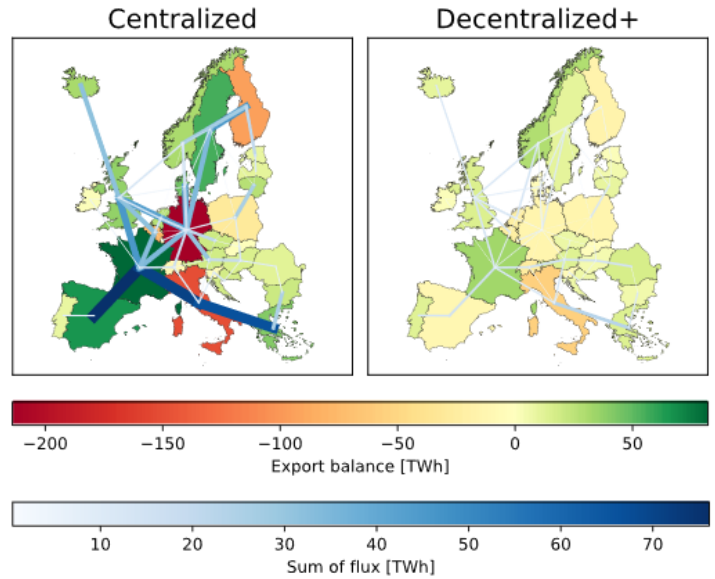 Centralized
Decentralized+
−200 −150 −100 −50 0 50
Export balance [TWh]
10 20 30 40 50 60 70
Sum of flux [TWh]